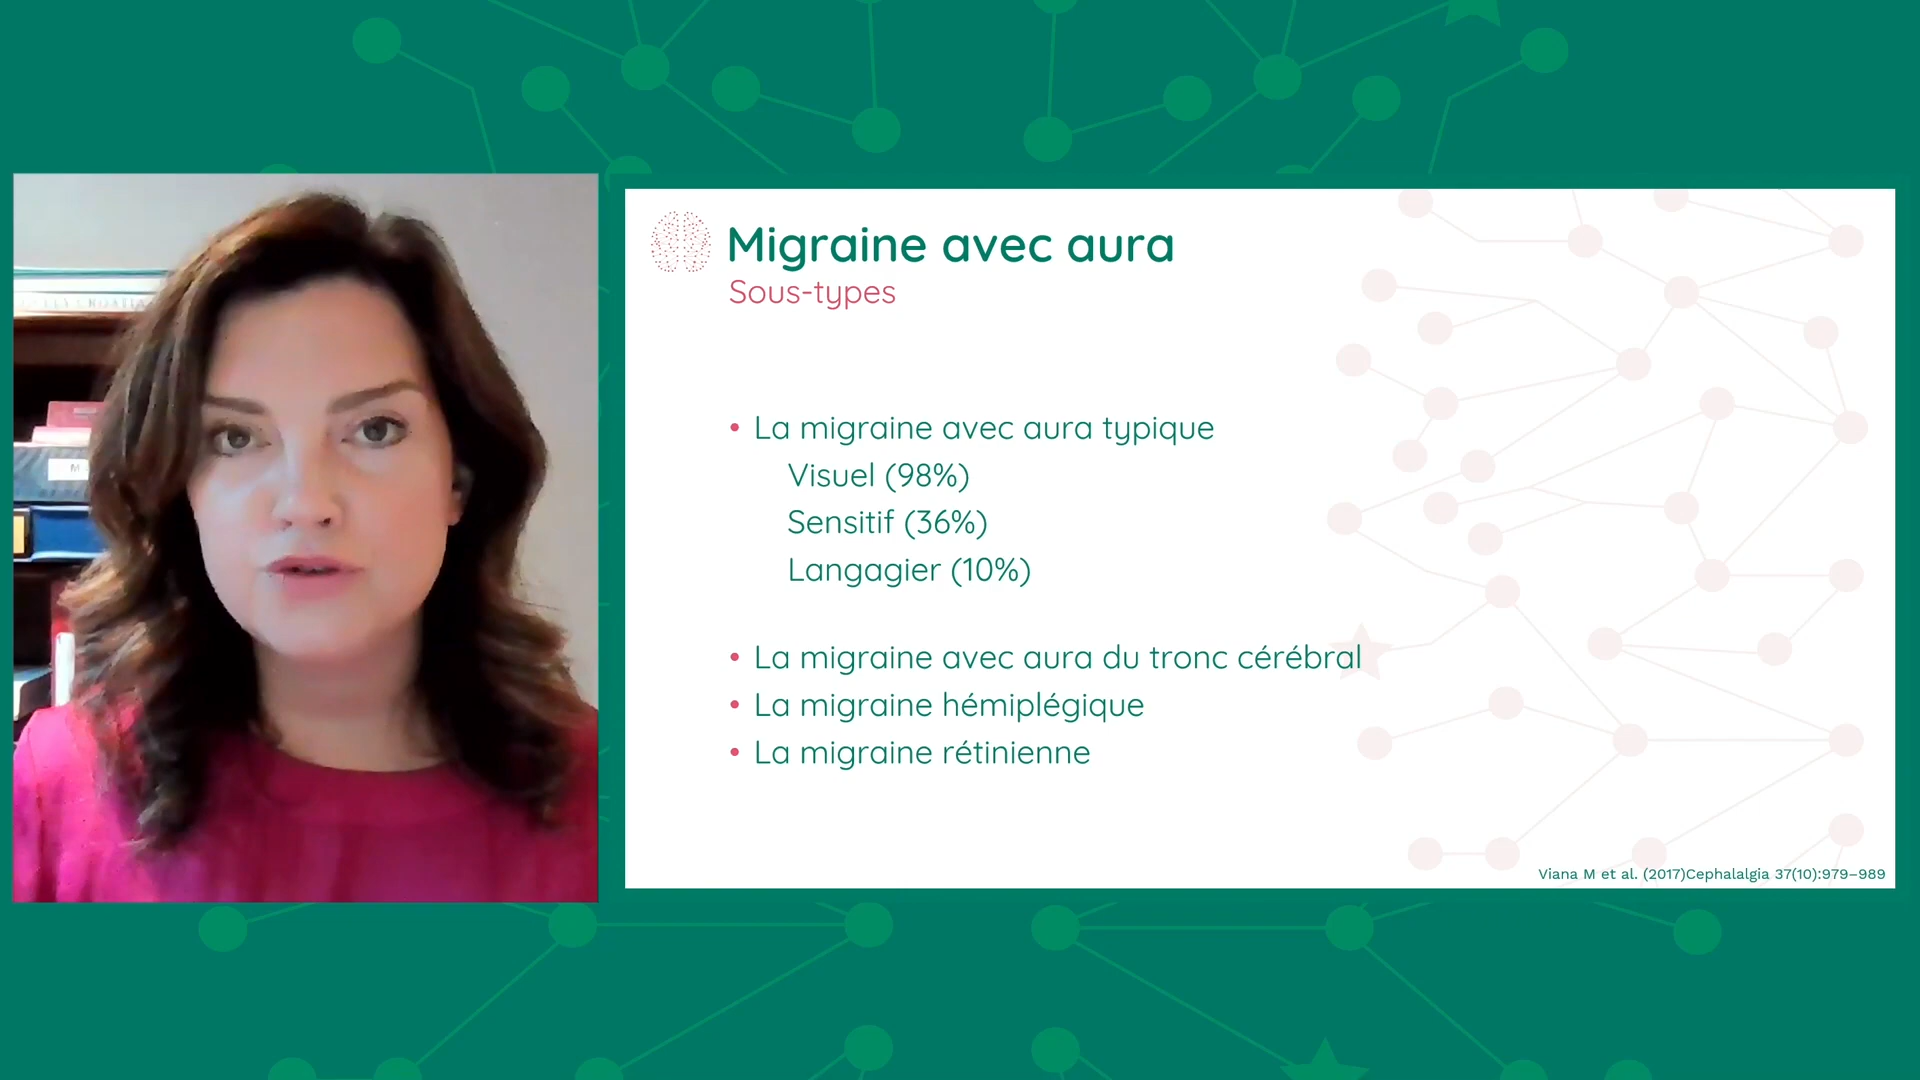 Migraine avec aura
Sous-types
• La migraine avec aura typique
Visuel (98%)
Sensitif (36%)
Langagier (10%)
• La migraine avec aura du tronc cérébral
• La migraine hémiplégique
• La migraine rétinienne
Viana M et al. (2017)Cephalalgia 37(10):979–989